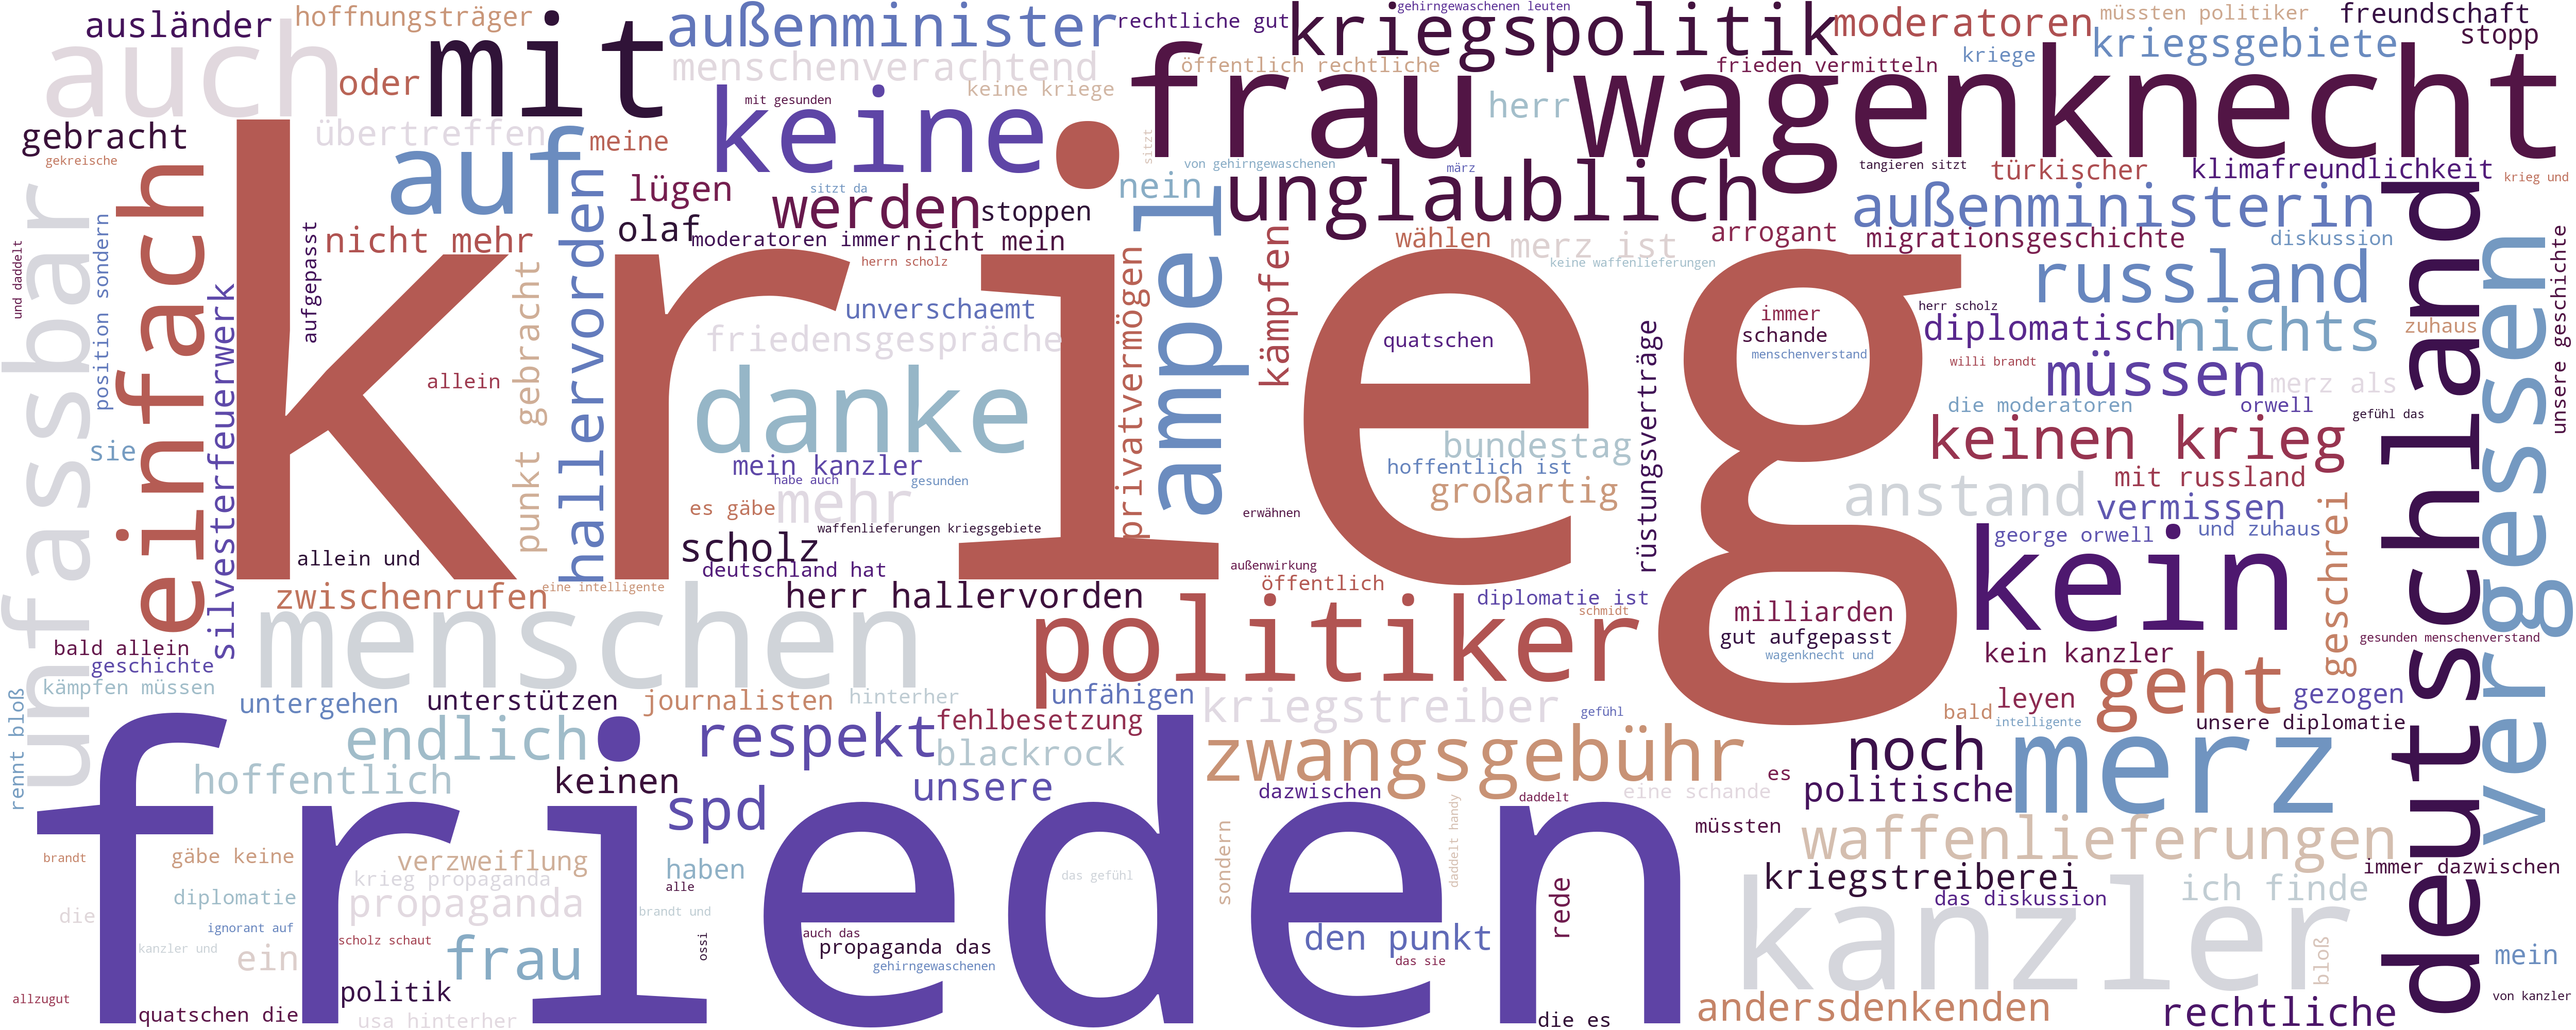 ausländer
hoffnungsträger
auch
oder
mit
außenminister
rechtliche gut
gehirngewaschenen leuten
kriegspolitik
moderatoren
müssten politiker
freundschaft
stopp
kriegsgebiete
kriege
menschenverachtend
öffentlich rechtliche
frieden vermitteln
keine kriege
mit gesunden
keine
frau wagenknecht
herr
gebracht
gekreische
übertreffen
meine
auf
sitzt
von gehirngewaschenen
märz
tangieren sitzt
türkischer
klimafreundlichkeit
krieg und
lügen
sitzt da
nein
unglaublich
werden
stoppen
außenministerin
olaf
moderatoren immer
nicht mein
nicht mehr
herrn scholz
wählen
merz ist
arrogant
migrationsgeschichte
diskussion
keine waffenlieferungen
unfassbar
einfach
und daddelt
position sondern
silvesterfeuerwerk
aufgepasst
krieg
punkt gebracht
hallervorden
unverschaemt
friedensgespräche
privatvermögen
ampel
kämpfen
quatschen
immer
schande
menschenverstand
herr scholz
russland
diplomatisch
nichts
zuhaus
unsere geschichte
willi brandt
müssen
merz als
allein
danke
die moderatoren
orwell
gefühl das
keinen krieg
bundestag
hoffentlich ist
großartig
rüstungsverträge
sie
mein kanzler
habe auch
gesunden
mit russland
mehr
es gäbe
anstand
vermissen
erwähnen
waffenlieferungen kriegsgebiete
kein
george orwell
und zuhaus
allein und
scholz
deutschland hat
außenwirkung
öffentlich
geschrei
deutschland
vergessen
zwischenrufen
eine intelligente
herr hallervorden
diplomatie ist
schmidt
milliarden
gut aufgepasst
wagenknecht und
menschen
politiker
gesunden menschenverstand
bald allein
geschichte
kein kanzler
geht
kämpfen müssen
untergehen
unterstützen
journalisten
hinterher
unfähigen
kriegstreiber
gefühl
leyen
gezogen
bald
intelligente
unsere diplomatie
rennt bloß
endlich
respekt
fehlbesetzung
blackrock
zwangsgebühr
noch
merz
hoffentlich
keinen
unsere
es
politische
spd
dazwischen
daddelt
eine schande
frieden
müssten
waffenlieferungen
brandt
gäbe keine
verzweiflung
haben
das gefühl
sondern
daddelt handy
immer dazwischen
krieg propaganda
alle
kriegstreiberei
ich finde
diplomatie
propaganda
brandt und
rede
das diskussion
die
ignorant auf
kanzler
scholz schaut
auch das
den punkt
kanzler und
ein
frau
ossi
propaganda das
das sie
bloß
mein
gehirngewaschenen
allzugut
politik
von kanzler
quatschen die
usa hinterher
die es
andersdenkenden
rechtliche